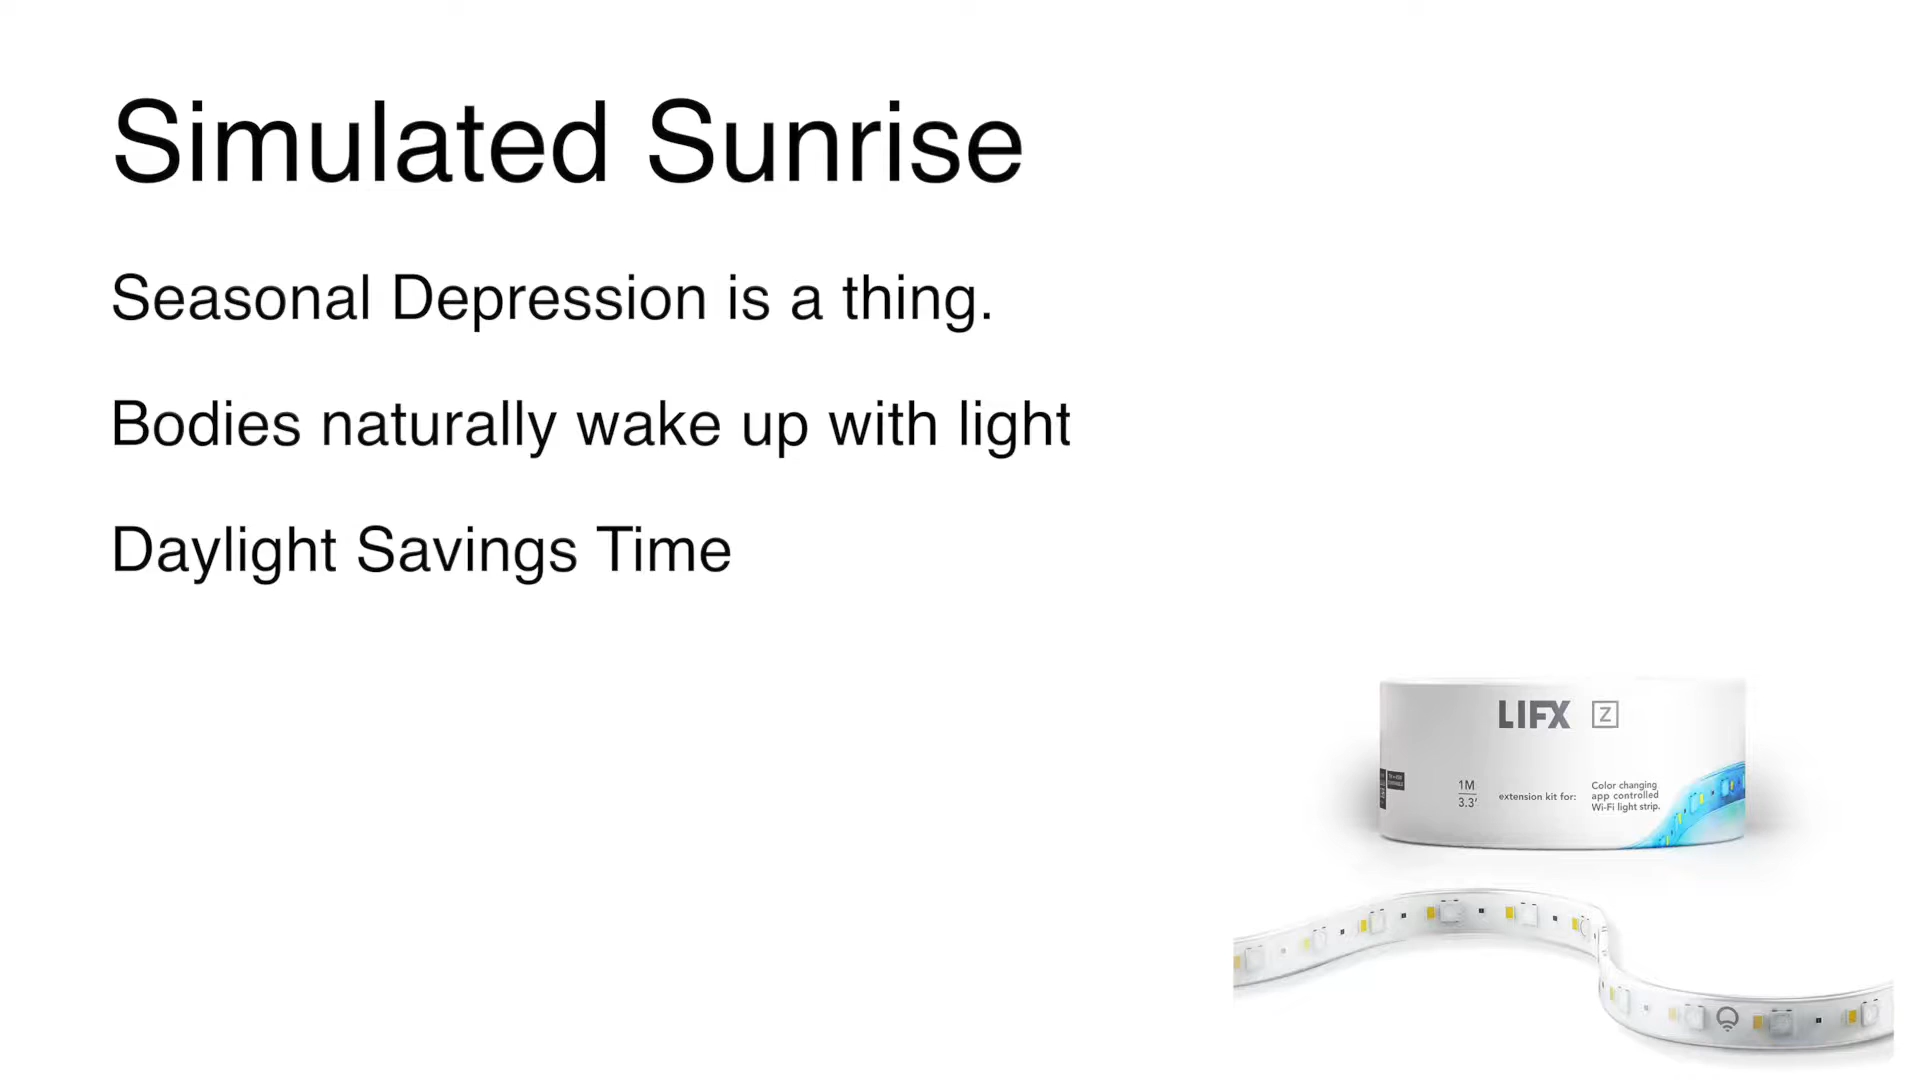 Simulated Sunrise
Seasonal Depression is a thing.
Bodies naturally wake up with light
Daylight Savings Time
LIFX Z
1M
3.3'
extension kit for:
Color changing
app controlled
Wi-Fi light strip.